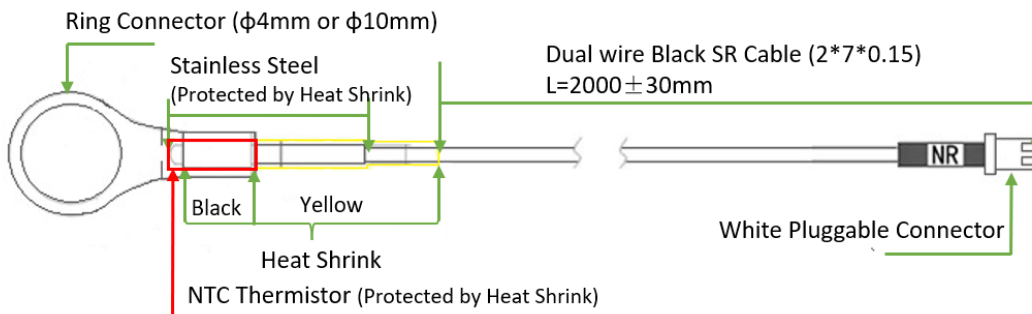 Ring Connector (ϕ4mm or ϕ10mm)
Stainless Steel
(Protected by Heat Shrink)
Dual wire Black SR Cable (2*7*0.15)
L=2000±30mm
NR
Black
Yellow
White Pluggable Connector
Heat Shrink
NTC Thermistor (Protected by Heat Shrink)